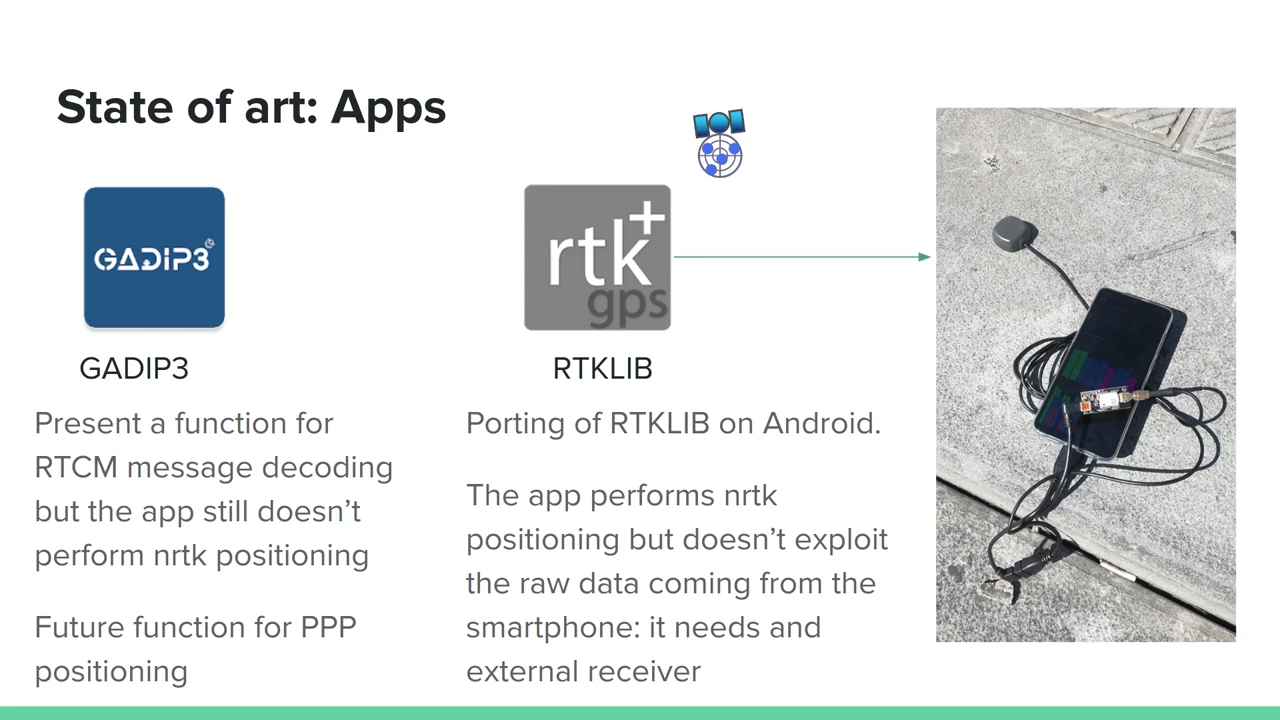 State of art: Apps
GADIP3
GADIP3
Present a function for
RTCM message decoding
but the app still doesn’t
perform nrtk positioning
Future function for PPP
positioning
rtk+
gps
RTKLIB
Porting of RTKLIB on Android.
The app performs nrtk
positioning but doesn’t exploit
the raw data coming from the
smartphone: it needs and
external receiver